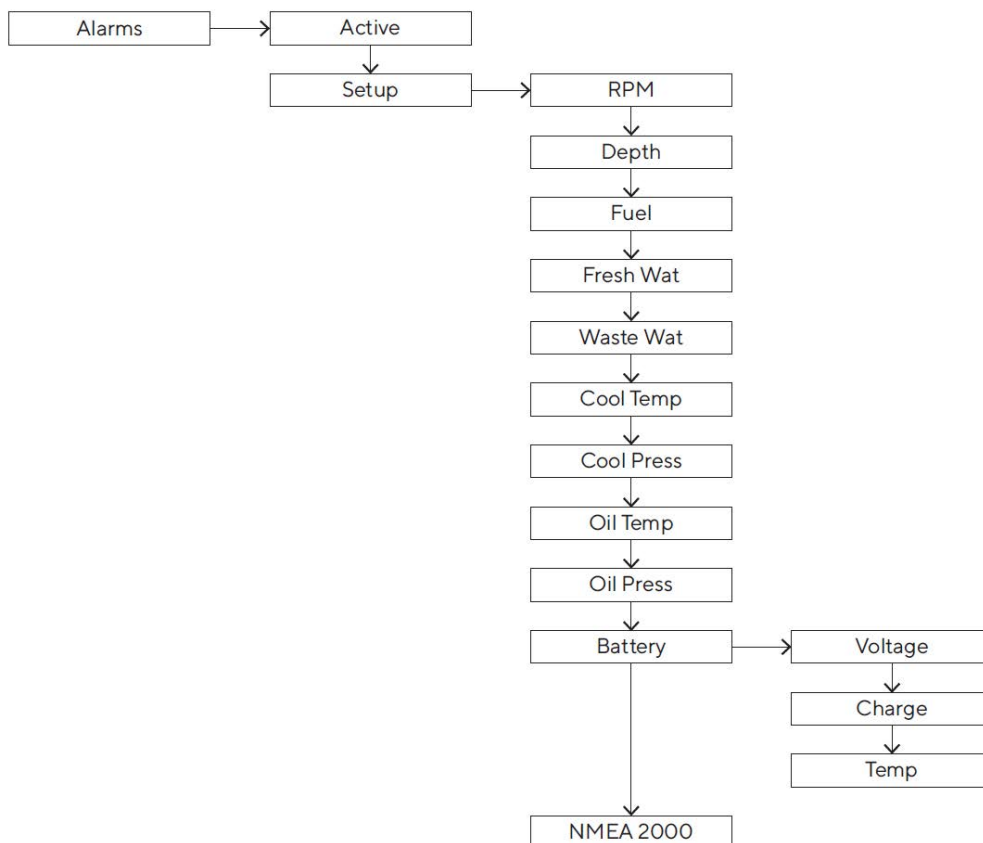 Alarms
Active
Setup
RPM
Depth
Fuel
Fresh Wat
Waste Wat
Cool Temp
Cool Press
Oil Temp
Oil Press
Battery
Voltage
Charge
Temp
NMEA 2000